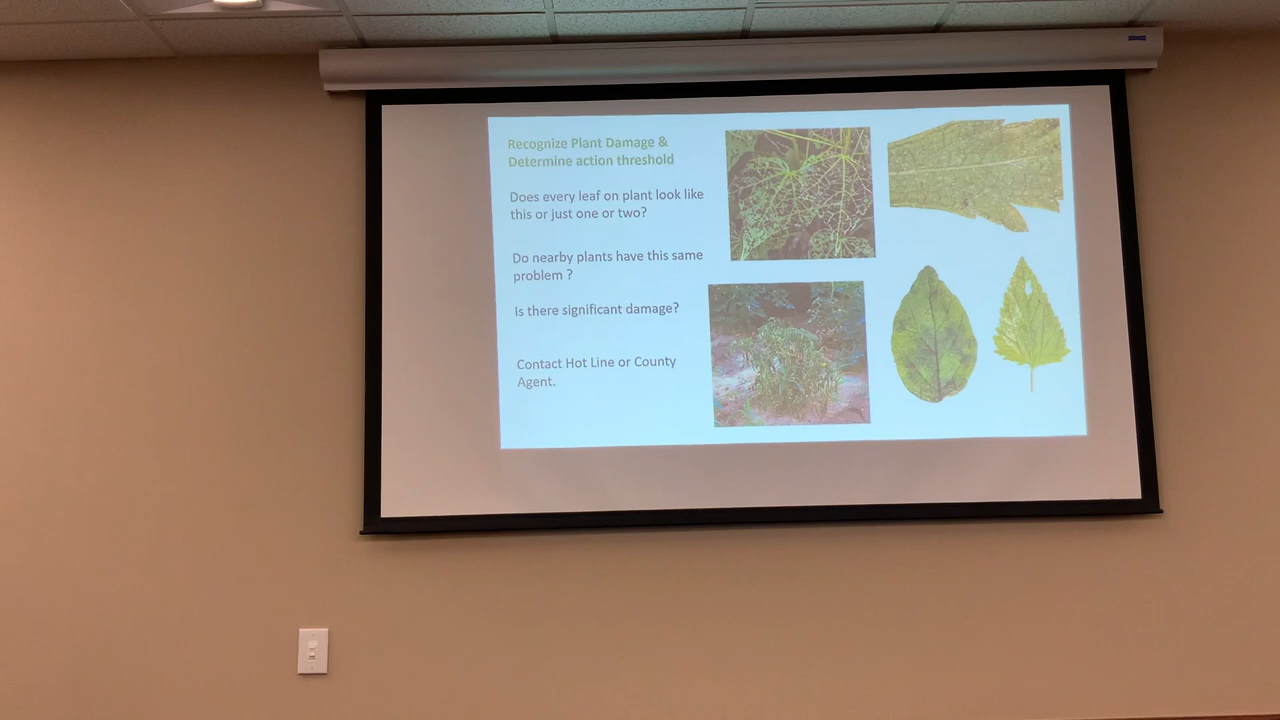 Recognize Plant Damage &
Determine action threshold
Does every leaf on plant look like
this or just one or two?
Do nearby plants have this same
problem ?
Is there significant damage?
Contact Hot Line or County
Agent.